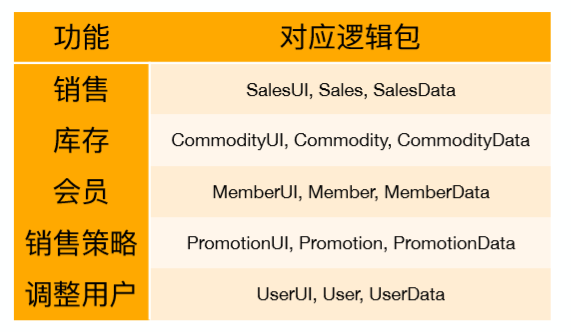 功能 对应逻辑包
销售 SalesUI, Sales, SalesData
库存 CommodityUI, Commodity, CommodityData
会员 MemberUI, Member, MemberData
销售策略 PromotionUI, Promotion, PromotionData
调整用户 UserUI, User, UserData